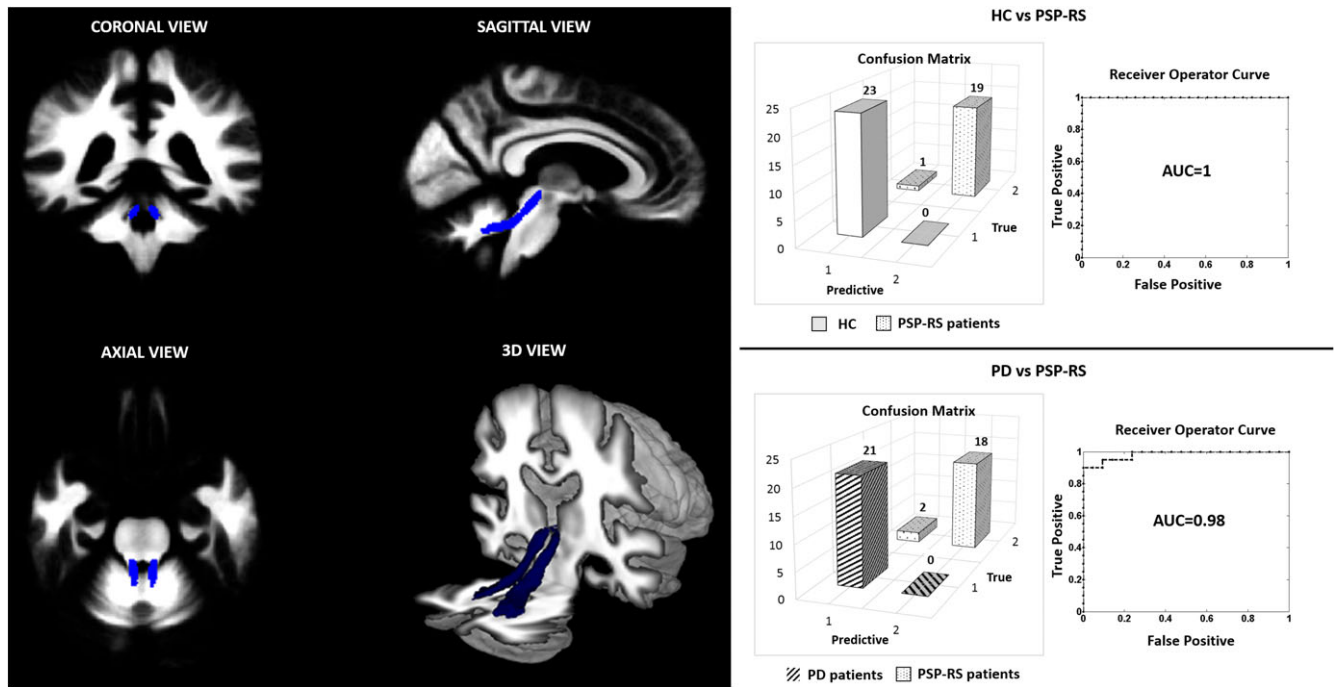 CORONAL VIEW
SAGITTAL VIEW
AXIAL VIEW
3D VIEW
HC vs PSP-RS
Confusion Matrix
23
19
1
0
25
20
15
10
5
0
1
2
Predictive
1
2
True
HC
PSP-RS patients
Receiver Operator Curve
AUC=1
True Positive
1
0.8
0.6
0.4
0.2
0
0.2
0.4
0.6
0.8
1
False Positive
PD vs PSP-RS
Confusion Matrix
21
18
2
0
25
20
15
10
5
0
1
2
Predictive
1
2
True
PD patients
PSP-RS patients
Receiver Operator Curve
AUC=0.98
True Positive
1
0.8
0.6
0.4
0.2
0
0
0.2
0.4
0.6
0.8
1
False Positive